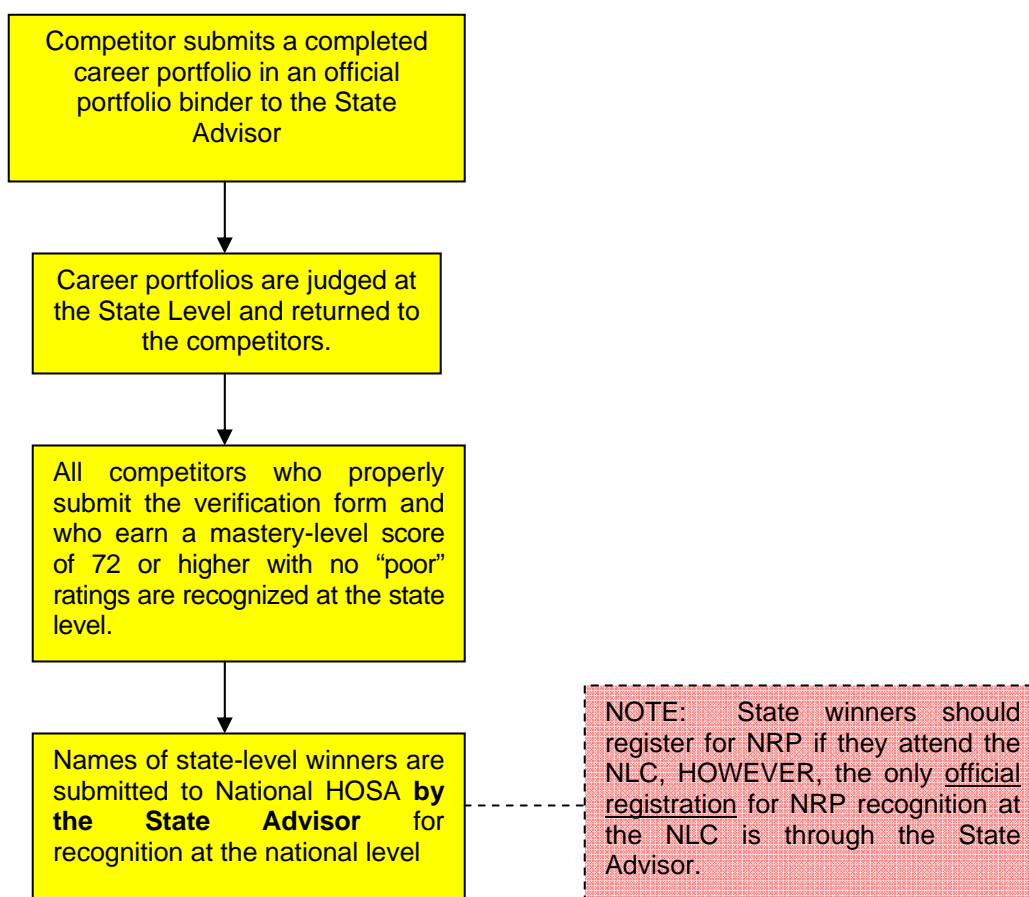 Competitor submits a completed
career portfolio in an official
portfolio binder to the State
Advisor
Career portfolios are judged at
the State Level and returned to
the competitors.
All competitors who properly
submit the verification form and
who earn a mastery-level score
of 72 or higher with no “poor”
ratings are recognized at the state
level.
Names of state-level winners are
submitted to National HOSA by
the State Advisor for
recognition at the national level
NOTE: State winners should
register for NRP if they attend the
NLC, HOWEVER, the only official
registration for NRP recognition at
the NLC is through the State
Advisor.